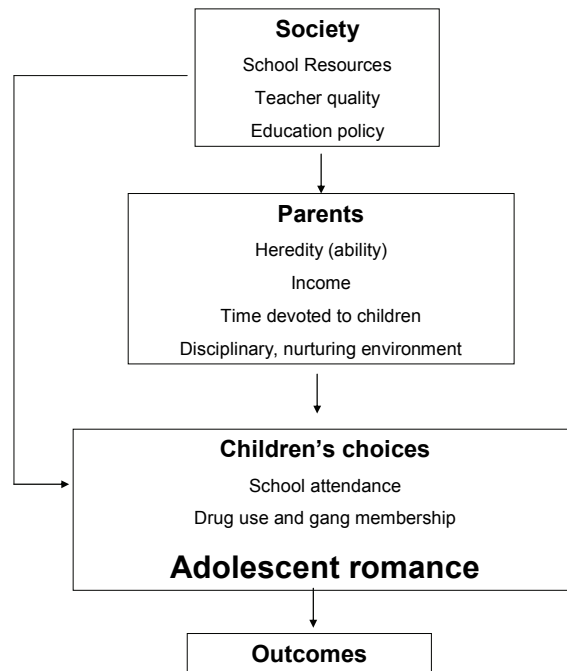 Society
School Resources
Teacher quality
Education policy
Parents
Heredity (ability)
Income
Time devoted to children
Disciplinary, nurturing environment
Children's choices
School attendance
Drug use and gang membership
Adolescent romance
Outcomes